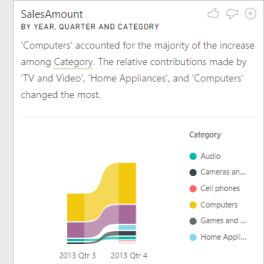 SalesAmount
BY YEAR, QUARTER AND CATEGORY
'Computers' accounted for the majority of the increase
among Category. The relative contributions made by
'TV and Video', 'Home Appliances', and 'Computers'
changed the most.
Category
Audio
Cameras an...
Cell phones
Computers
Games and ...
Home Appli...
2013 Qtr 3
2013 Qtr 4